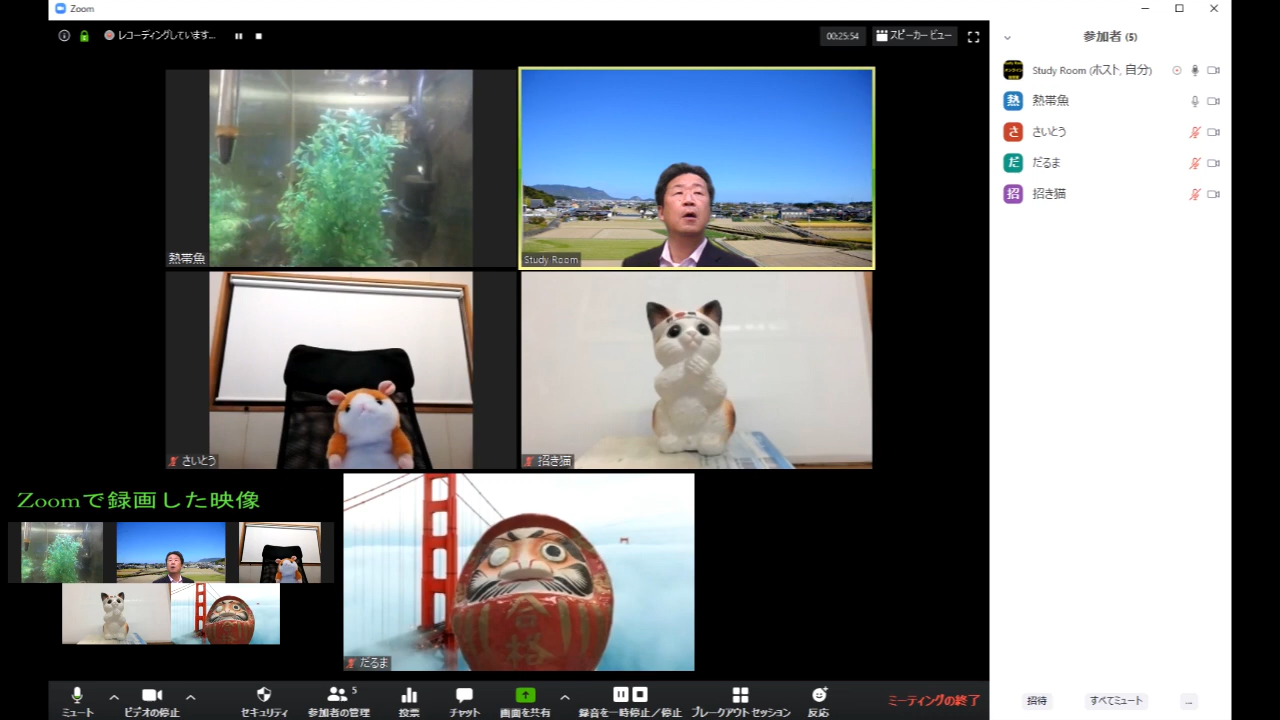 Zoom
レコーディングしています...
00:25:54
スピーカービュー
参加者 (5)
Study Room (ホスト, 自分)
熱 熱帯魚
さ さいとう
だ だるま
招 招き猫
熱帯魚
Study Room
さいとう
招き猫
Zoomで録画した映像
合格
だるま
ミュート
ビデオの停止
セキュリティ
5
参加者の管理
投票
チャット
画面を共有
録音を一時停止/停止
ブレークアウト セッション
反応
ミーティングの終了
招待
すべてミュート
...